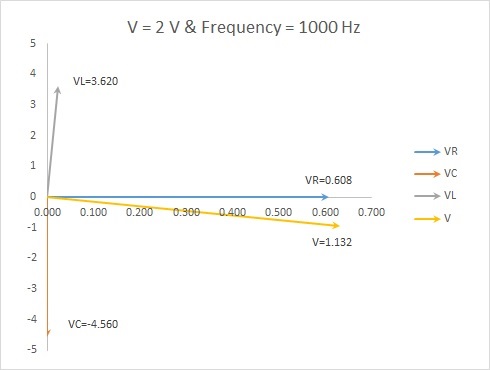 V = 2 V & Frequency = 1000 Hz
5
4
VL=3.620
3
2
1
VR=0.608
0
0.000 0.100 0.200 0.300 0.400 0.500 0.600 0.700
-1
V=1.132
-2
-3
-4
VC=-4.560
-5
VR
VC
VL
V